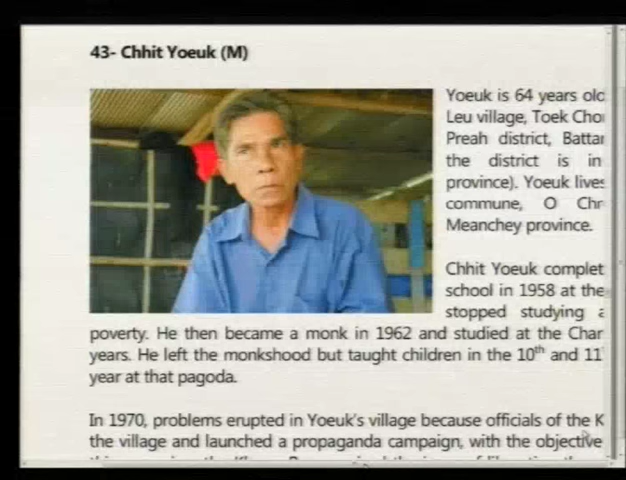 43- Chhit Yoeuk (M)
Yoeuk is 64 years old
Leu village, Toek Cho
Preah district, Battar
the district is in
province). Yoeuk lives
commune, O Chr
Meanchey province.
Chhit Yoeuk complet
school in 1958 at the
stopped studying a
poverty. He then became a monk in 1962 and studied at the Char
years. He left the monkshood but taught children in the 10th and 11
year at that pagoda.
In 1970, problems erupted in Yoeuk's village because officials of the K
the village and launched a propaganda campaign, with the objective